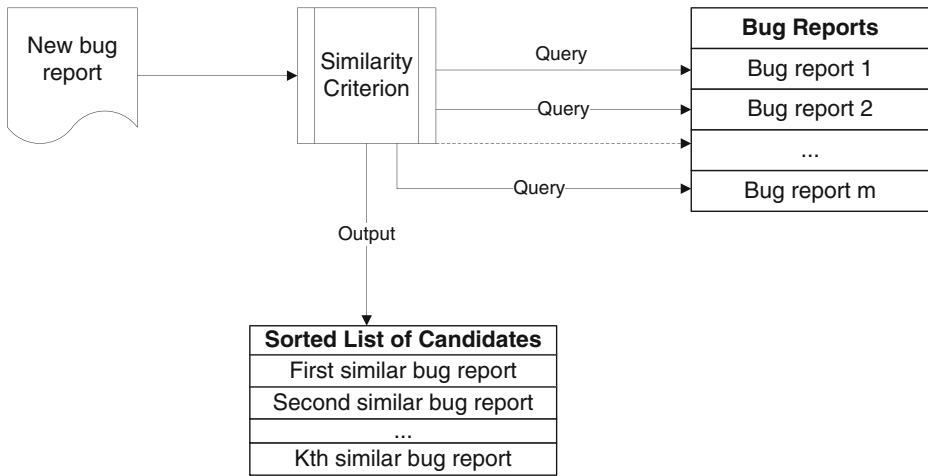 New bug
report
Similarity
Criterion
Query
Query
Query
Bug Reports
Bug report 1
Bug report 2
...
Bug report m
Output
Sorted List of Candidates
First similar bug report
Second similar bug report
...
Kth similar bug report